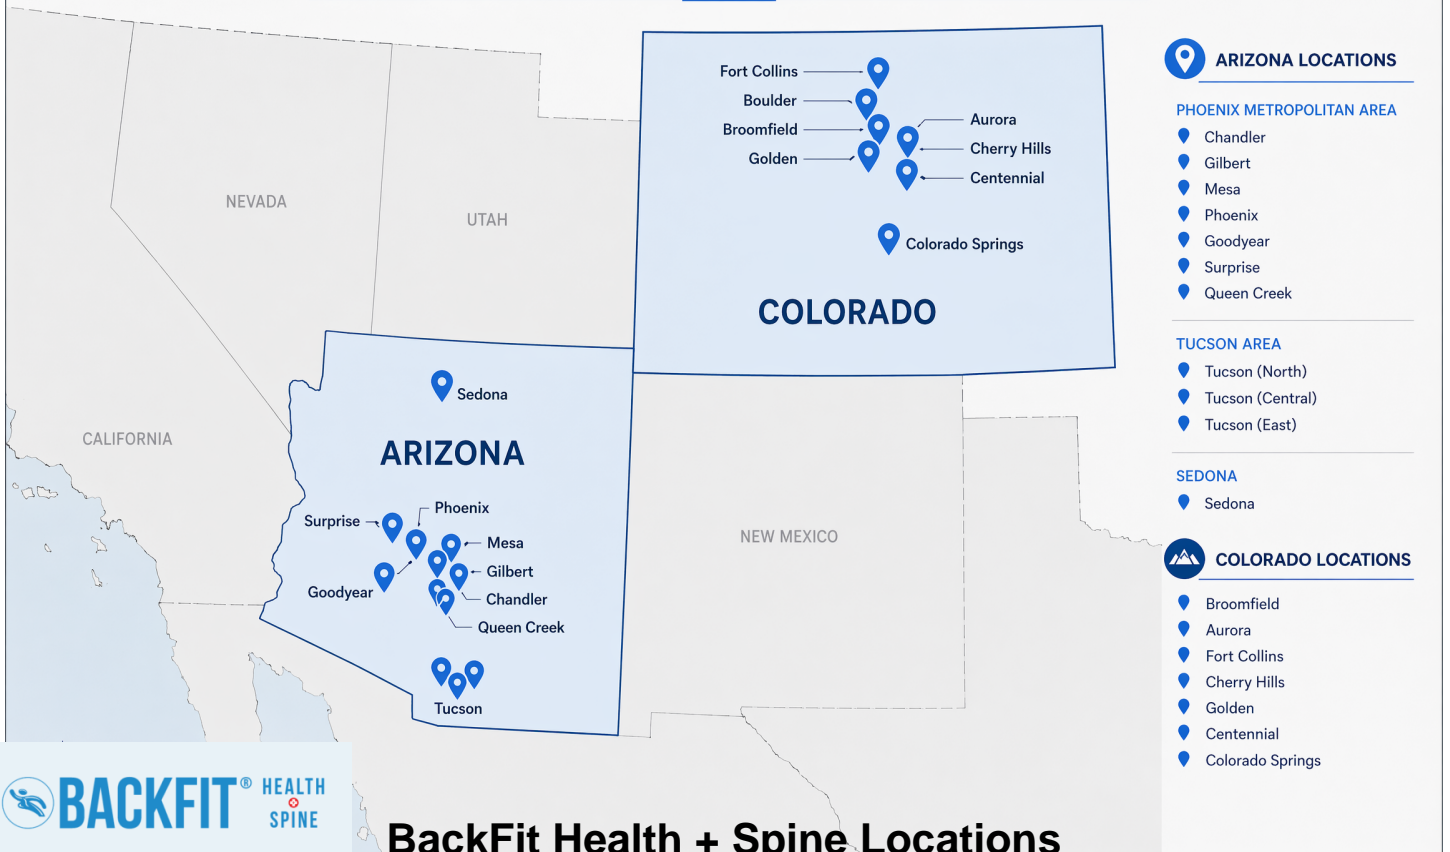 Fort Collins
Boulder
Broomfield
Golden
Aurora
Cherry Hills
Centennial
Colorado Springs
COLORADO
NEVADA
UTAH
CALIFORNIA
NEW MEXICO
Sedona
ARIZONA
Phoenix
Surprise
Mesa
Gilbert
Goodyear
Chandler
Queen Creek
Tucson
ARIZONA LOCATIONS
PHOENIX METROPOLITAN AREA
Chandler
Gilbert
Mesa
Phoenix
Goodyear
Surprise
Queen Creek
TUCSON AREA
Tucson (North)
Tucson (Central)
Tucson (East)
SEDONA
Sedona
COLORADO LOCATIONS
Broomfield
Aurora
Fort Collins
Cherry Hills
Golden
Centennial
Colorado Springs
BACKFIT® HEALTH + SPINE
BackFit Health + Spine Locations